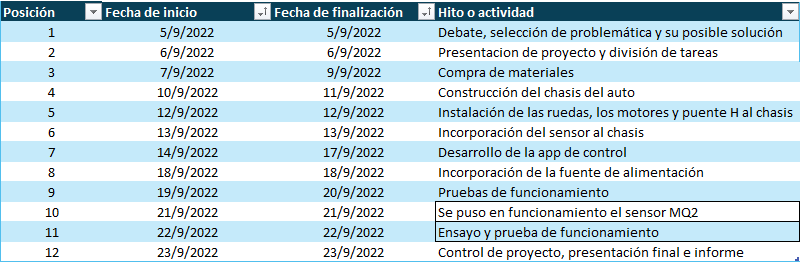 Posición Fecha de inicio Fecha de finalización Hito o actividad
1 5/9/2022 5/9/2022 Debate, selección de problemática y su posible solución
2 6/9/2022 6/9/2022 Presentacion de proyecto y división de tareas
3 7/9/2022 9/9/2022 Compra de materiales
4 10/9/2022 11/9/2022 Construcción del chasis del auto
5 12/9/2022 12/9/2022 Instalación de las ruedas, los motores y puente H al chasis
6 13/9/2022 13/9/2022 Incorporación del sensor al chasis
7 14/9/2022 17/9/2022 Desarrollo de la app de control
8 18/9/2022 18/9/2022 Incorporación de la fuente de alimentación
9 19/9/2022 20/9/2022 Pruebas de funcionamiento
10 21/9/2022 21/9/2022 Se puso en funcionamiento el sensor MQ2
11 22/9/2022 22/9/2022 Ensayo y prueba de funcionamiento
12 23/9/2022 23/9/2022 Control de proyecto, presentación final e informe